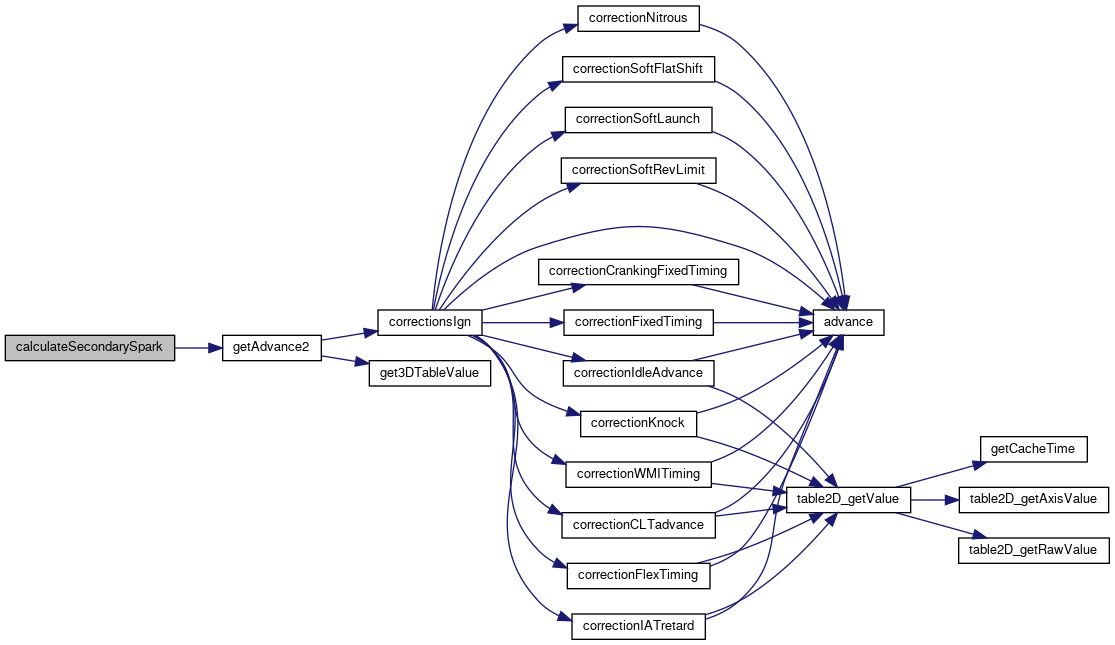 correctionNitrous
correctionSoftFlatShift
correctionSoftLaunch
correctionSoftRevLimit
correctionCrankingFixedTiming
correctionsIgn
correctionFixedTiming
advance
calculateSecondarySpark
getAdvance2
get3DTableValue
correctionIdleAdvance
correctionKnock
getCacheTime
correctionWMITiming
table2D_getValue
table2D_getAxisValue
correctionCLTadvance
table2D_getRawValue
correctionFlexTiming
correctionIATretard